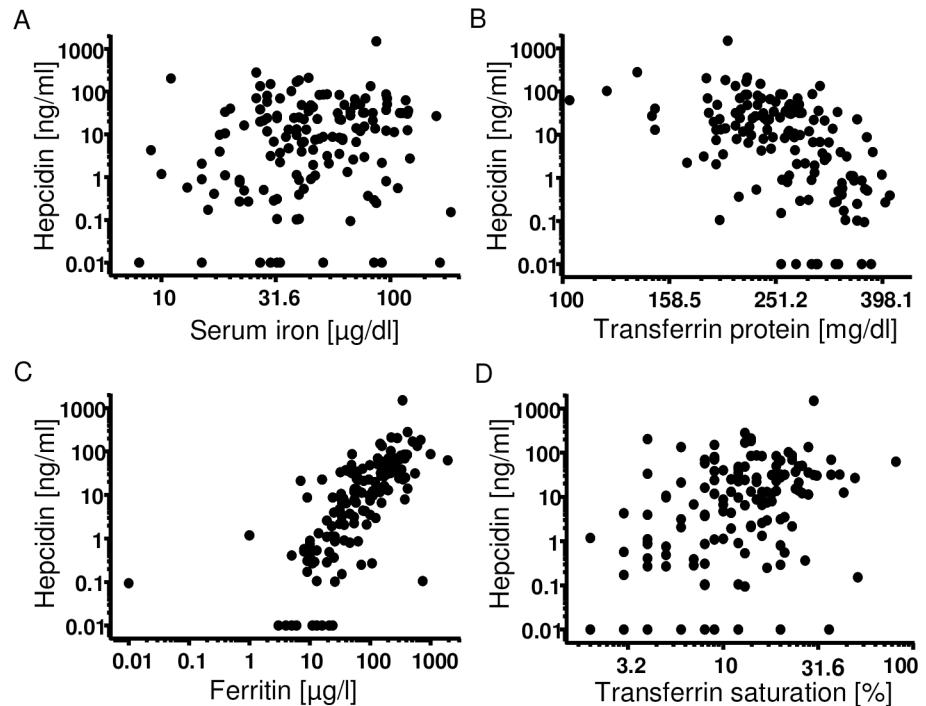 A
Hepcidin [ng/ml]
1000
100
10
1
0.1
0.01
10 31.6 100
Serum iron [µg/dl]
B
Hepcidin [ng/ml]
1000
100
10
1
0.1
0.01
100 158.5 251.2 398.1
Transferrin protein [mg/dl]
C
Hepcidin [ng/ml]
1000
100
10
1
0.1
0.01
0.01 0.1 1 10 100 1000
Ferritin [µg/l]
D
Hepcidin [ng/ml]
1000
100
10
1
0.1
0.01
3.2 10 31.6 100
Transferrin saturation [%]